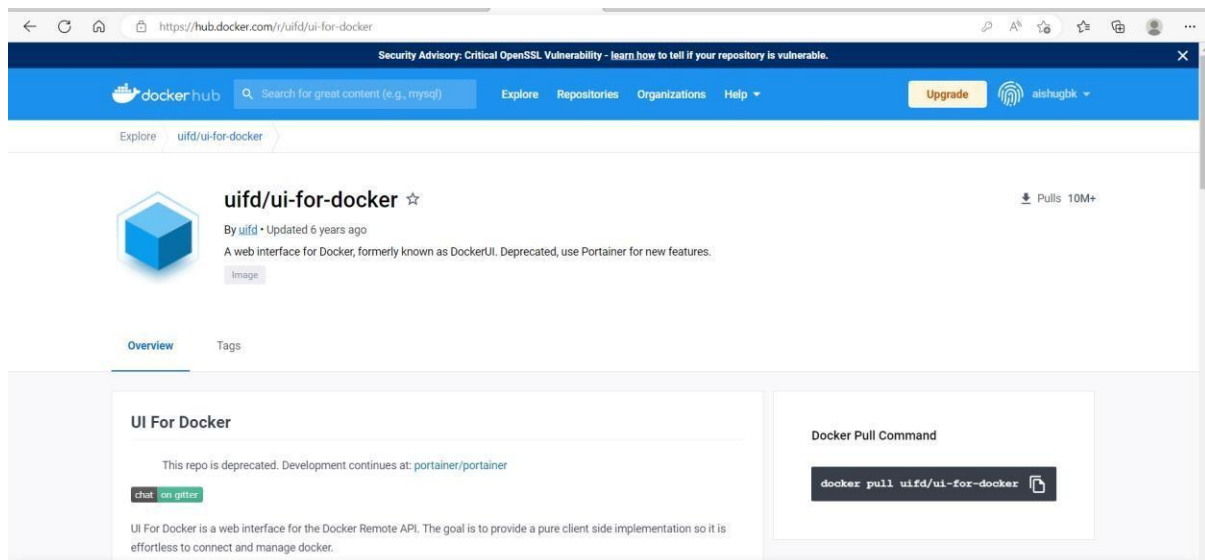 https://hub.docker.com/r/uifd/ui-for-docker
Security Advisory: Critical OpenSSL Vulnerability - learn how to tell if your repository is vulnerable.
dockerhub
Search for great content (e.g., mysql)
Explore
Repositories
Organizations
Help
Upgrade
aishugbk
Explore
uifd/ui-for-docker
uifd/ui-for-docker
Pulls 10M+
By uifd • Updated 6 years ago
A web interface for Docker, formerly known as DockerUI. Deprecated, use Portainer for new features.
Image
Overview
Tags
UI For Docker
This repo is deprecated. Development continues at: portainer/portainer
chat on gitter
UI For Docker is a web interface for the Docker Remote API. The goal is to provide a pure client side implementation so it is
effortless to connect and manage docker.
Docker Pull Command
docker pull uifd/ui-for-docker